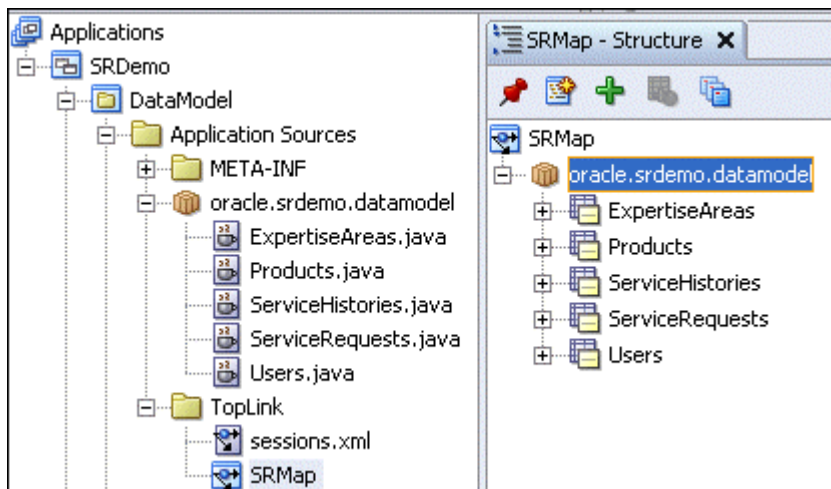 Applications
SRDemo
DataModel
Application Sources
META-INF
oracle.srdemo.datamodel
ExpertiseAreas.java
Products.java
ServiceHistories.java
ServiceRequests.java
Users.java
TopLink
sessions.xml
SRMap
SRMap - Structure
SRMap
oracle.srdemo.datamodel
ExpertiseAreas
Products
ServiceHistories
ServiceRequests
Users